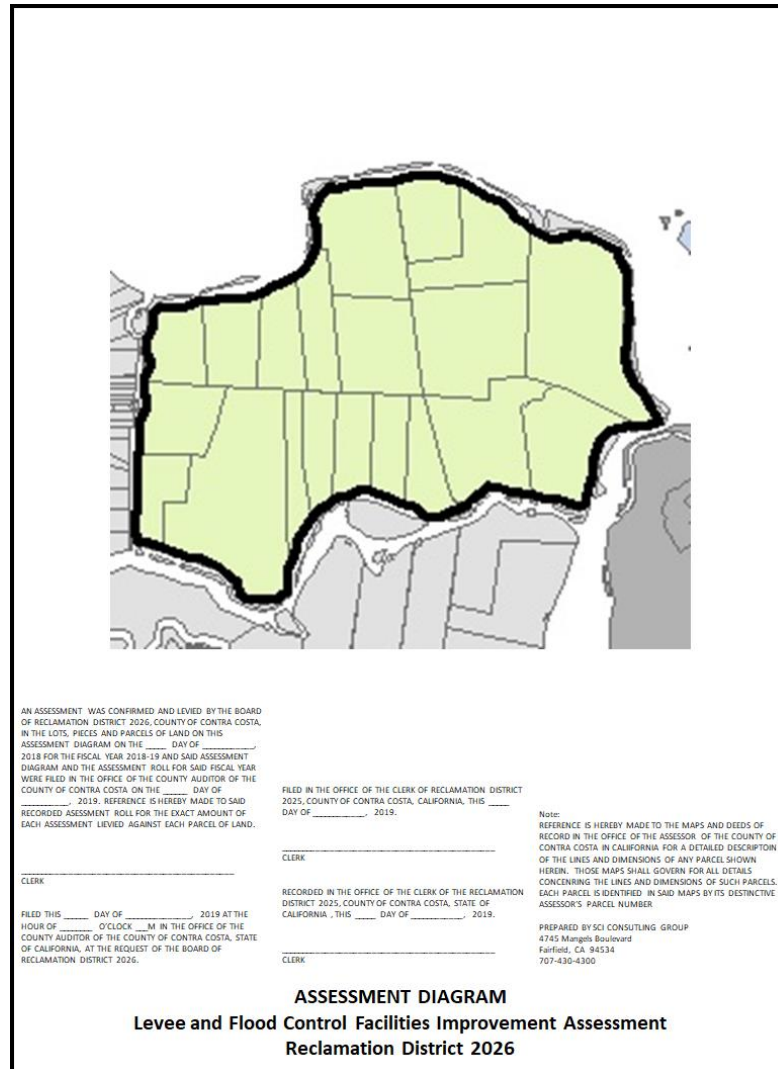 AN ASSESSMENT WAS CONFIRMED AND LEVIED BY THE BOARD
OF RECLAMATION DISTRICT 2026, COUNTY OF CONTRA COSTA,
IN THE LOTS, PIECES AND PARCELS OF LAND ON THIS
ASSESSMENT DIAGRAM ON THE _____ DAY OF ____________,
2018 FOR THE FISCAL YEAR 2018-19 AND SAID ASSESSMENT
DIAGRAM AND THE ASSESSMENT ROLL FOR SAID FISCAL YEAR
WERE FILED IN THE OFFICE OF THE COUNTY AUDITOR OF THE
COUNTY OF CONTRA COSTA ON THE ______ DAY OF
____________, 2019. REFERENCE IS HEREBY MADE TO SAID
RECORDED ASESSMENT ROLL FOR THE EXACT AMOUNT OF
EACH ASSESSMENT LIEVIED AGAINST EACH PARCEL OF LAND.
CLERK
FILED THIS ______ DAY OF ________________, 2019 AT THE
HOUR OF ________ O'CLOCK ___M IN THE OFFICE OF THE
COUNTY AUDITOR OF THE COUNTY OF CONTRA COSTA, STATE
OF CALIFORNIA, AT THE REQUEST OF THE BOARD OF
RECLAMATION DISTRICT 2026.
FILED IN THE OFFICE OF THE CLERK OF RECLAMATION DISTRICT
2025, COUNTY OF CONTRA COSTA, CALIFORNIA, THIS _____
DAY OF ____________, 2019.
CLERK
RECORDED IN THE OFFICE OF THE CLERK OF THE RECLAMATION
DISTRICT 2025, COUNTY OF CONTRA COSTA, STATE OF
CALIFORNIA , THIS _____ DAY OF ____________, 2019.
CLERK
Note:
REFERENCE IS HEREBY MADE TO THE MAPS AND DEEDS OF
RECORD IN THE OFFICE OF THE ASSESSOR OF THE COUNTY OF
CONTRA COSTA IN CALIFORNIA FOR A DETAILED DESCRIPTOIN
OF THE LINES AND DIMENSIONS OF ANY PARCEL SHOWN
HEREIN. THOSE MAPS SHALL GOVERN FOR ALL DETAILS
CONCENRING THE LINES AND DIMENSIONS OF SUCH PARCELS.
EACH PARCEL IS IDENTIFIED IN SAID MAPS BY ITS DESTINCTIVE
ASSESSOR'S PARCEL NUMBER
PREPARED BY SCI CONSUTLING GROUP
4745 Mangels Boulevard
Fairfield, CA 94534
707-430-4300
ASSESSMENT DIAGRAM
Levee and Flood Control Facilities Improvement Assessment
Reclamation District 2026